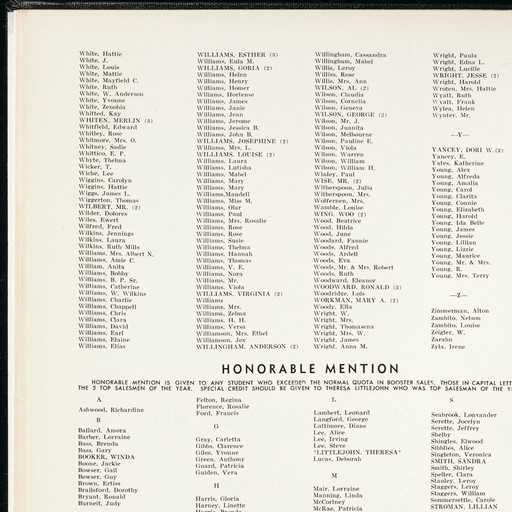 White, Hattie
White, J.
White, Louis
White, Mattie
White, Mayfield C.
White, Ruth
White, W. Anderson
White, Yvonne
White, Zenobia
Whitted, Kay
WHITEN, MERLIN (3)
Whitfield, Edward
Whitley, Rose
Whitmore, Mrs. O.
Whitney, Sadie
Whittico, E. P.
Whyte, Thelma
Wicker, T.
Wiche, Lee
Wiggins, Carolyn
Wiggins, Hattie
Wiggs, James L.
Wiggerton, Thomas
WILBERT, MR. (2)
Wilder, Dolores
Wiles, Ewert
Wilfred, Fred
Wilkins, Jennings
Wilkins, Laura
Wilkins, Ruth Mills
Williams, Mrs. Albert N.
Williams, Amie C.
William, Anita
Williams, Bobby
Williams, B. P., Sr.
Williams, Catherine
Williams, W. Wilkins
Williams, Charlie
Williams, Chappell
Williams, Chris
Williams, Clara
Williams, David
Williams, Earl
Williams, Elaine
Williams, Elias
WILLIAMS, ESTHER (3)
Williams, Eula M.
WILLIAMS, GORIA (2)
Williams, Helen
Williams, Henry
Williams, Homer
Williams, Hortense
Williams, James
Williams, Janie
Williams, Jean
Williams, Jerome
Williams, Jessica B.
Williams, John B.
WILLIAMS, JOSEPHINE (2)
Williams, Mrs. L.
WILLIAMS, LOUISE (2)
Williams, Laura
Williams, Latisha
Williams, Mabel
Williams, Mary
Williams, Mary
Williams, Maudell
Williams, Miss M.
Williams, Olar
Williams, Paul
Williams, Mrs. Rosalie
Williams, Rose
Williams, Rose
Williams, Susie
Williams, Thelma
Williams, Hannah
Williams, Thomas
Williams, V. E.
Williams, Nora
Williams, Mr.
Williams, Viola
WILLIAMS, VIRGINIA (2)
Williams
Williams, Mrs.
Williams, Zelma
Williams, H. H.
Williams, Versa
Williamson, Mrs. Ethel
Williamson, Joy
WILLINGHAM, ANDERSON (2)
Willingham, Cassandra
Willingham, Mabel
Willis, Leroy
Williss, Rose
Willis, Mrs. Ann
WILSON, AL (2)
Wilson, Claudia
Wilson, Cornelia
Wilson, Geneva
WILSON, GEORGE (2)
Wilson, Mr. J.
Wilson, Juanita
Wilson, Melbourne
Wilson, Pauline E.
Wilson, Viola
Wilson, Warren
Wilson, William
Wilson, William H.
Winley, Paul
WISE, MR. (2)
Witherspoon, Julia
Witherspoon, Mrs.
Wolfernen, Mrs.
Wamble, Louise
WING, WOO (2)
Wood, Beatrice
Wood, Hilda
Wood, June
Woodard, Fannie
Woods, Alfred
Woods, Ardell
Woods, Eva
Woods, Mr. & Mrs. Robert
Woods, Ruth
Woodward, Eleanor
WOODWARD, RONALD (3)
Woodridge, Lois
WORKMAN, MARY A. (2)
Woody, Ella
Wright, W.
Wright, Mrs.
Wright, Thomasena
Wright, Mrs. W.
Wright, James
Wright, Anna M.
Wright, Paula
Wright, Edna L.
Wright, Lucille
WRIGHT, JESSE (2)
Wright, Harold
Wroten, Mrs. Hattie
Wyatt, Ruth
Wyatt, Frank
Wylea, Helen
Wynter, Mr.
—Y—
YANCEY, DORI W. (2)
Yancey, E.
Yates, Katherine
Young, Alex
Young, Alfreda
Young, Amalia
Young, Carol
Young, Clarita
Young, Connie
Young, Elizabeth
Young, Harold
Young, Ida Belle
Young, James
Young, Jessie
Young, Lillian
Young, Lizzie
Young, Maurice
Young, Mr. & Mrs.
Young, R.
Young, Mrs. Terry
—Z—
Zimmerman, Alton
Zambito, Nelson
Zambito, Louise
Zeigler, W.
Zarahn
Zyla, Irene
HONORABLE MENTION
HONORABLE MENTION IS GIVEN TO ANY STUDENT WHO EXCEEDED THE NORMAL QUOTA IN BOOSTER SALES. THOSE IN CAPITAL LETT
THE 5 TOP SALESMEN OF THE YEAR. SPECIAL CREDIT SHOULD BE GIVEN TO THERESA LITTLEJOHN WHO WAS TOP SALESMAN OF THE Y
A
Ashwood, Richardine
B
Ballard, Amora
Barber, Lorraine
Bass, Brenda
Bass, Gary
BOOKER, WINDA
Boone, Jackie
Bowser, Gail
Bowser, Guy
Brown, Ertiss
Brailsford, Dorothy
Bryant, Ronald
Burneit, Judy
Felton, Regina
Florence, Rosalie
Ford, Francis
G
Gray, Carletta
Gibbs, Clarence
Giles, Yvonne
Green, Anthony
Guard, Patricia
Guiden, Vera
H
Harris, Gloria
Harney, Linette
L
Lambert, Leonard
Langford, George
Lattimore, Diane
Lee, Alice
Lee, Irving
Lee, Steve
*LITTLEJOHN, THERESA*
Lucas, Deborah
M
Mair, Lorraine
Manning, Linda
McCortney
McRae, Patricia
S
Seabrook, Lonvander
Serette, Jocelyn
Serette, Jeffrey
Shelby
Shingles, Elwood
Sibblies, Alice
Singleton, Veronica
SMITH, SANDRA
Smith, Shirley
Speller, Clara
Stanley, Leroy
Staggers, Leroy
Staggers, William
Sommersettle, Carole
STROMAN, LILLIAN